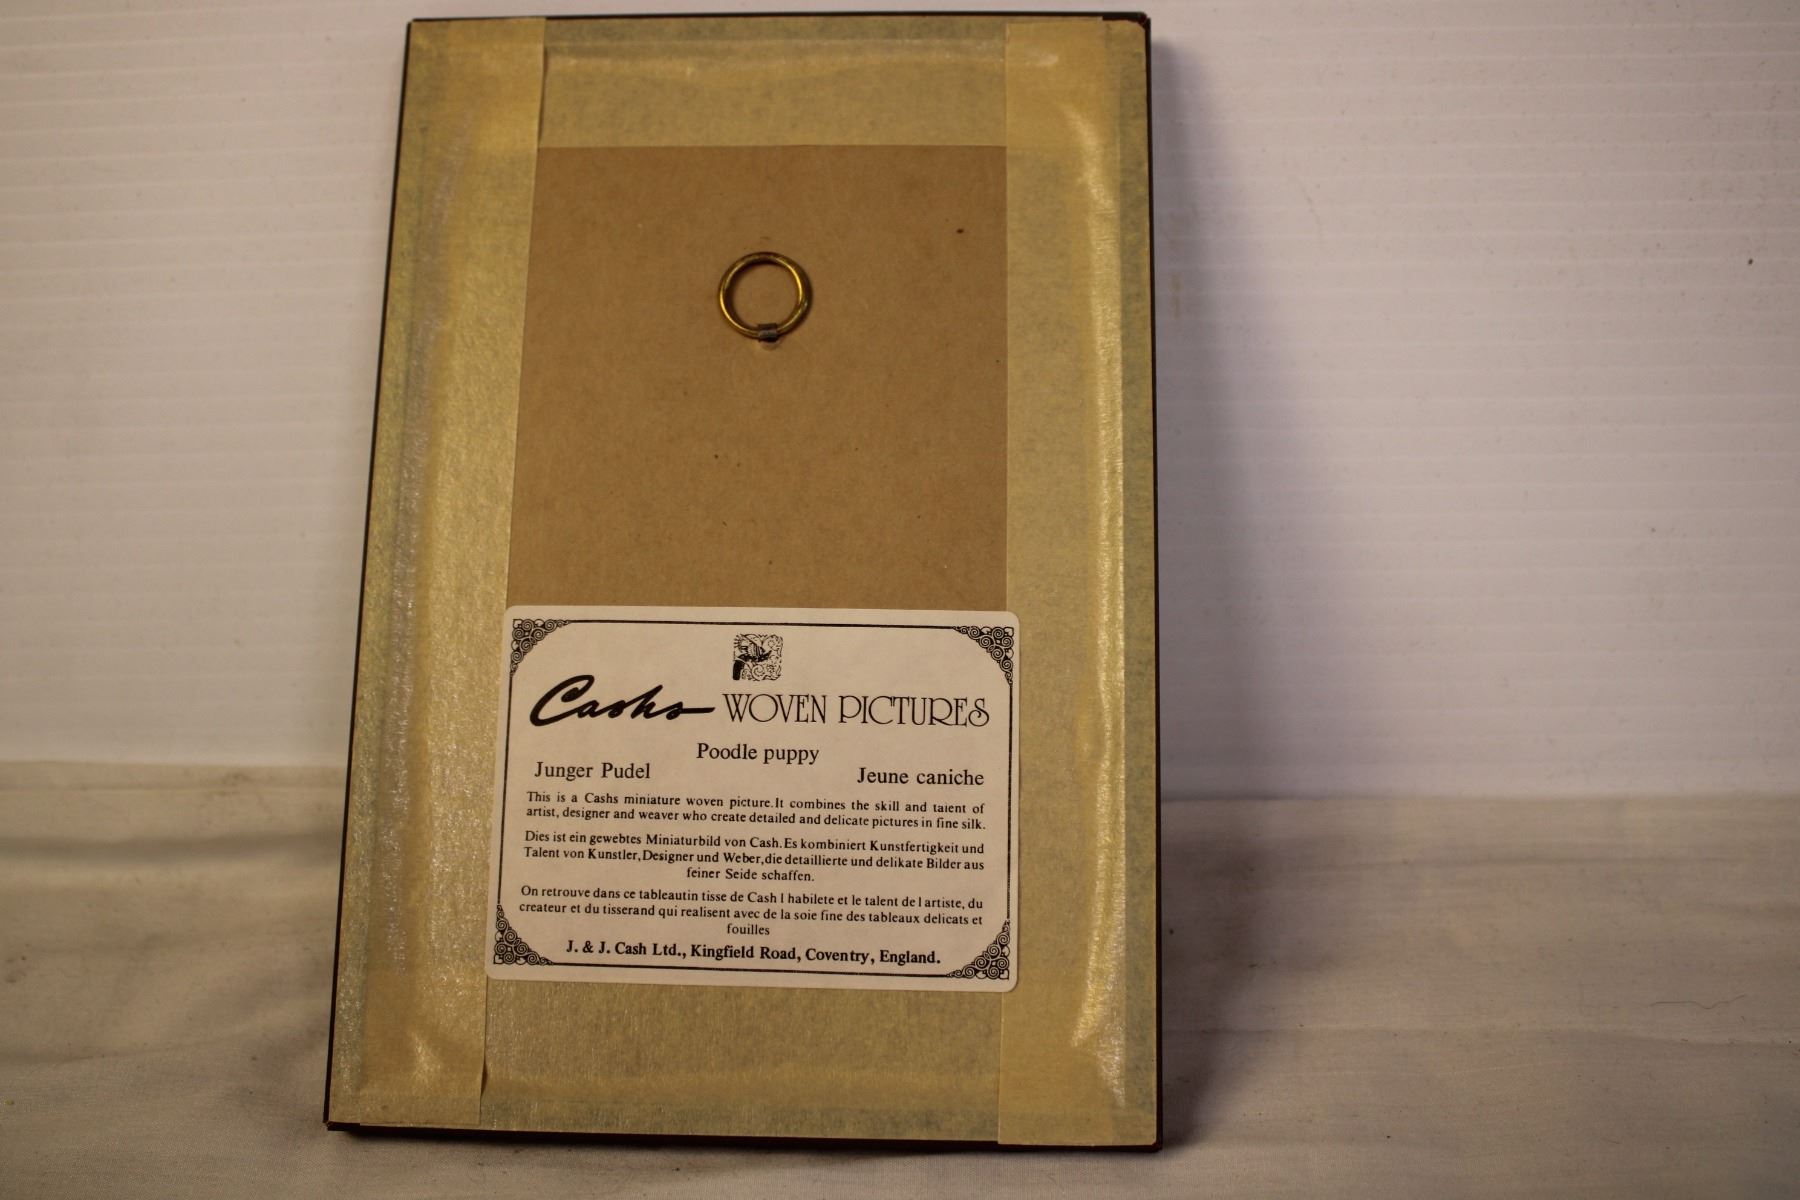 Cashs WOVEN PICTURES
Poodle puppy
Junger Pudel Jeune caniche
This is a Cashs miniature woven picture.It combines the skill and taient of
artist, designer and weaver who create detailed and delicate pictures in fine silk.
Dies ist ein gewebtes Miniaturbild von Cash.Es kombiniert Kunstfertigkeit und
Talent von Kunstler,Designer und Weber,die detaillierte und delikate Bilder aus
feiner Seide schaffen.
On retrouve dans ce tableautin tisse de Cash l habilete et le talent de l artiste, du
createur et du tisserand qui realisent avec de la soie fine des tableaux delicats et
fouilles
J. & J. Cash Ltd., Kingfield Road, Coventry, England.